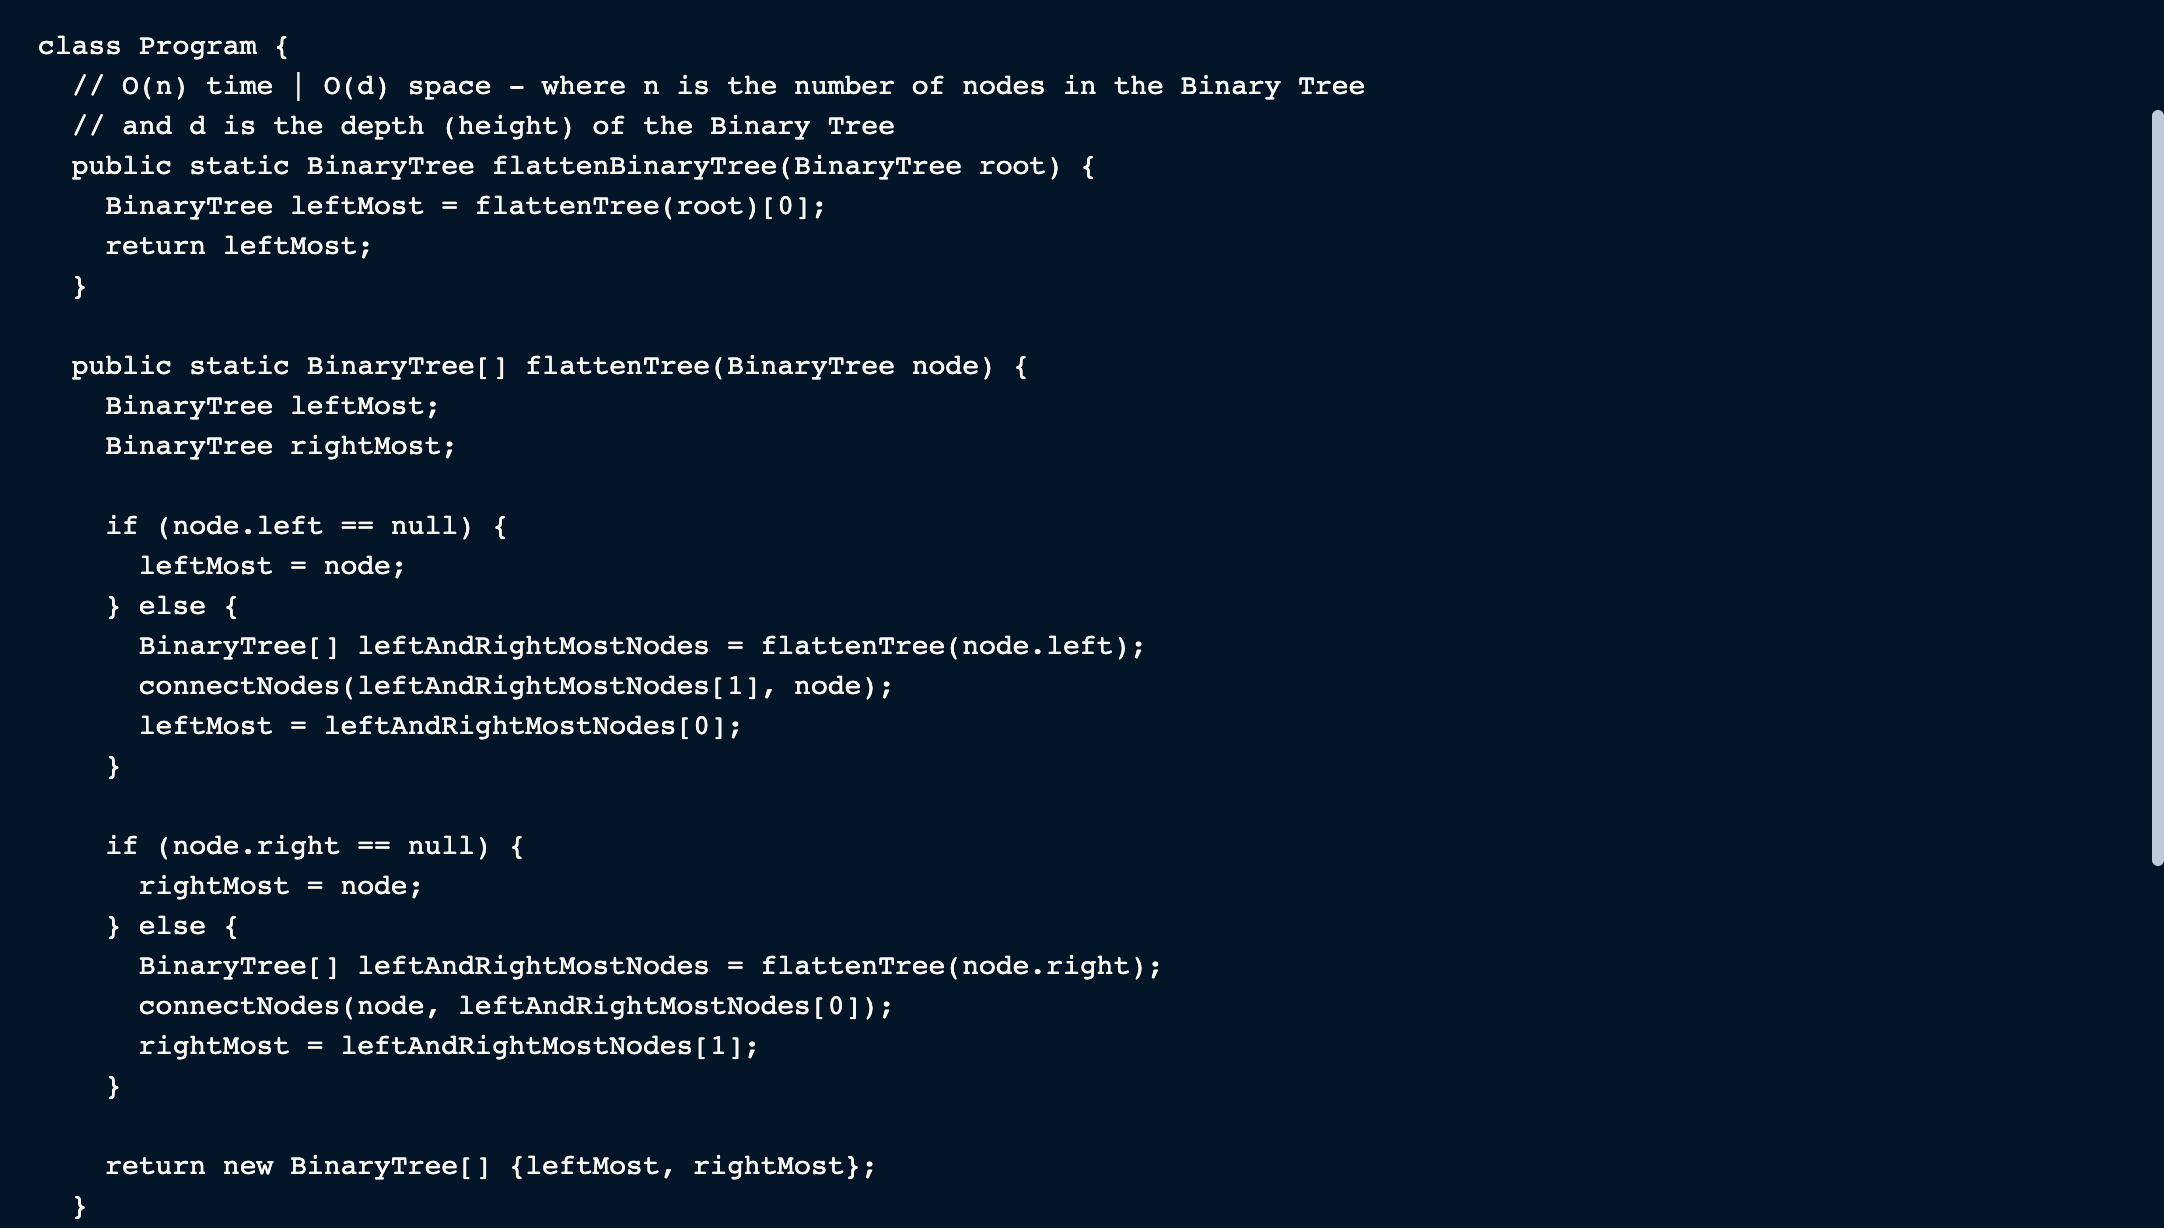 class Program {
  // O(n) time | O(d) space - where n is the number of nodes in the Binary Tree
  // and d is the depth (height) of the Binary Tree
  public static BinaryTree flattenBinaryTree(BinaryTree root) {
    BinaryTree leftMost = flattenTree(root)[0];
    return leftMost;
  }

  public static BinaryTree[] flattenTree(BinaryTree node) {
    BinaryTree leftMost;
    BinaryTree rightMost;

    if (node.left == null) {
      leftMost = node;
    } else {
      BinaryTree[] leftAndRightMostNodes = flattenTree(node.left);
      connectNodes(leftAndRightMostNodes[1], node);
      leftMost = leftAndRightMostNodes[0];
    }

    if (node.right == null) {
      rightMost = node;
    } else {
      BinaryTree[] leftAndRightMostNodes = flattenTree(node.right);
      connectNodes(node, leftAndRightMostNodes[0]);
      rightMost = leftAndRightMostNodes[1];
    }

    return new BinaryTree[] {leftMost, rightMost};
  }